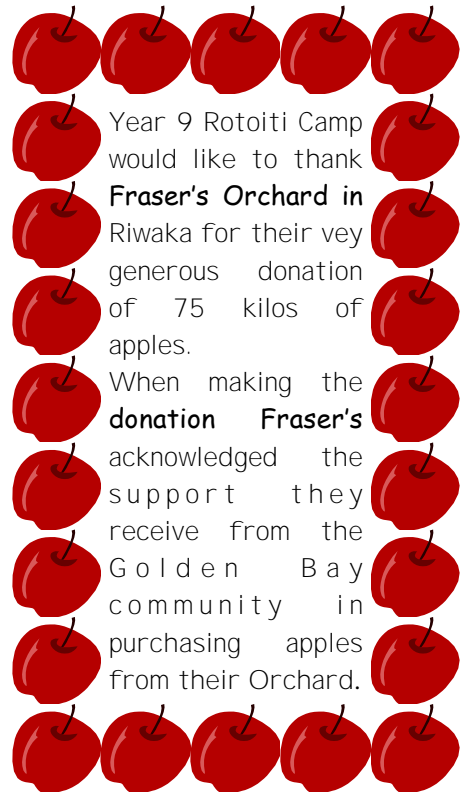 Year 9 Rotoiti Camp
would like to thank
Fraser's Orchard in
Riwaka for their vey
generous donation
of 75 kilos of
apples.
When making the
donation Fraser's
acknowledged the
support they
receive from the
Golden Bay
community in
purchasing apples
from their Orchard.